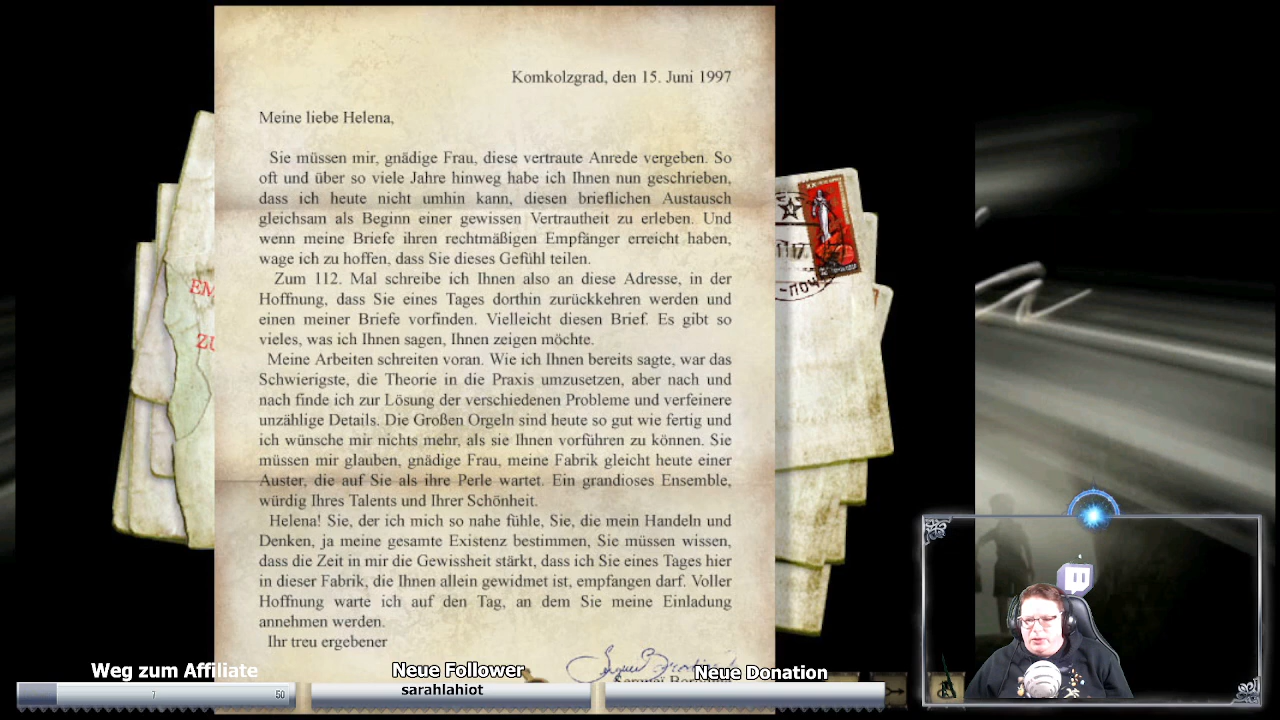 Komkolzgrad, den 15. Juni 1997
Meine liebe Helena,
Sie müssen mir, gnädige Frau, diese vertraute Anrede vergeben. So
oft und über so viele Jahre hinweg habe ich Ihnen nun geschrieben,
dass ich heute nicht umhin kann, diesen brieflichen Austausch
gleichsam als Beginn einer gewissen Vertrautheit zu erleben. Und
wenn meine Briefe ihren rechtmäßigen Empfänger erreicht haben,
wage ich zu hoffen, dass Sie dieses Gefühl teilen.
Zum 112. Mal schreibe ich Ihnen also an diese Adresse, in der
Hoffnung, dass Sie eines Tages dorthin zurückkehren werden und
einen meiner Briefe vorfinden. Vielleicht diesen Brief. Es gibt so
vieles, was ich Ihnen sagen, Ihnen zeigen möchte.
Meine Arbeiten schreiten voran. Wie ich Ihnen bereits sagte, war das
Schwierigste, die Theorie in die Praxis umzusetzen, aber nach und
nach finde ich zur Lösung der verschiedenen Probleme und verfeinere
unzählige Details. Die Großen Orgeln sind heute so gut wie fertig und
ich wünsche mir nichts mehr, als sie Ihnen vorführen zu können. Sie
müssen mir glauben, gnädige Frau, meine Fabrik gleicht heute einer
Auster, die auf Sie als ihre Perle wartet. Ein grandioses Ensemble,
würdig Ihres Talents und Ihrer Schönheit.
Helena! Sie, der ich mich so nahe fühle, Sie, die mein Handeln und
Denken, ja meine gesamte Existenz bestimmen, Sie müssen wissen,
dass die Zeit in mir die Gewissheit stärkt, dass ich Sie eines Tages hier
in dieser Fabrik, die Ihnen allein gewidmet ist, empfangen darf. Voller
Hoffnung warte ich auf den Tag, an dem Sie meine Einladung
annehmen werden.
Ihr treu ergebener
EM
ZU
Weg zum Affiliate
7
50
Neue Follower
sarahlahiot
Neue Donation